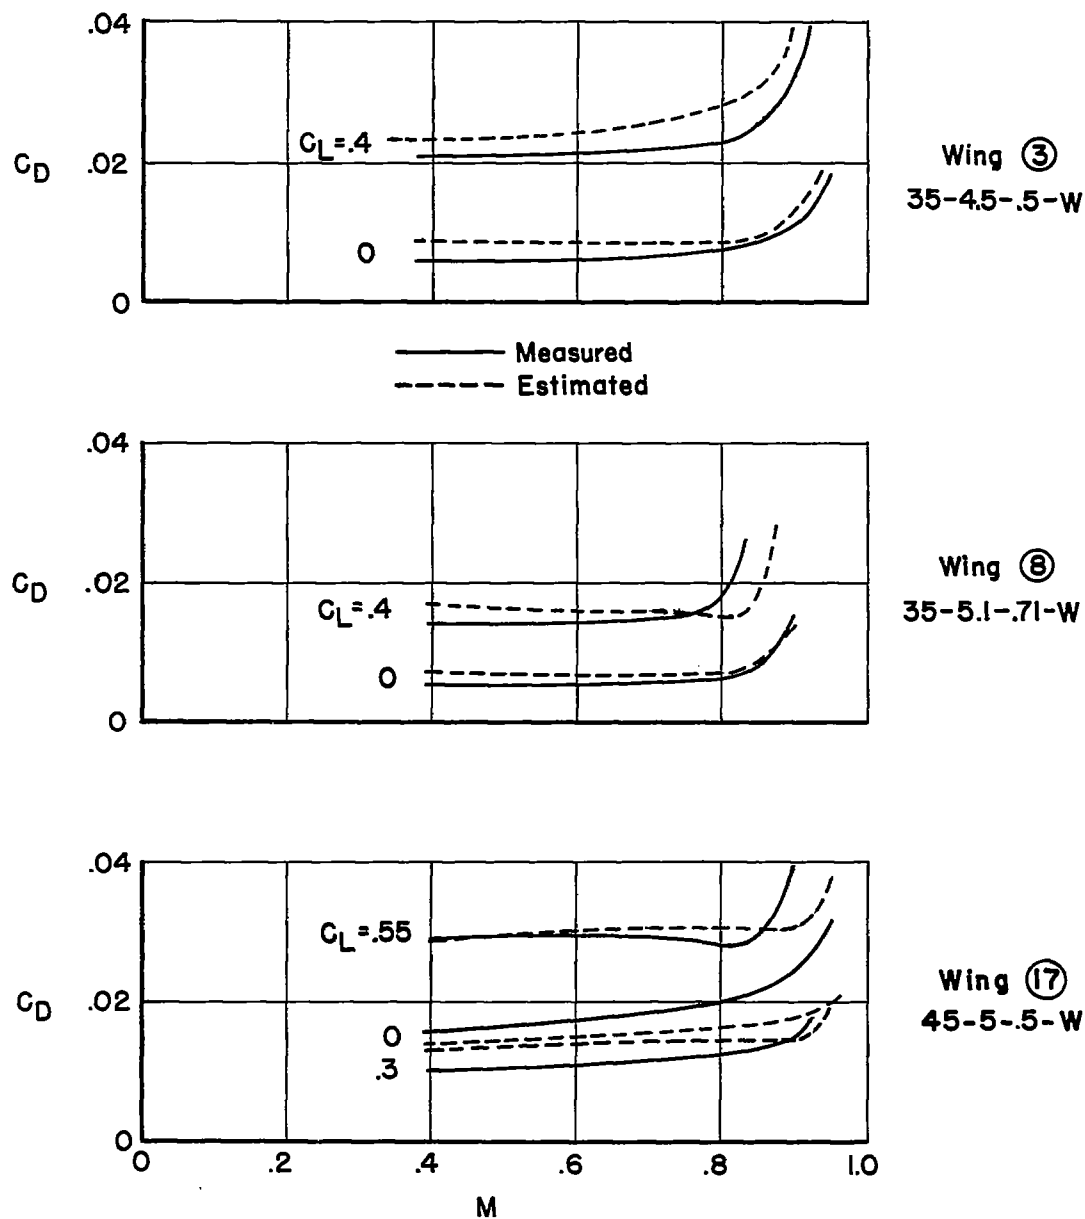 .04
C_L=.4
C_D
.02
Wing ③
35-4.5-.5-W
0
0
Measured
Estimated
.04
C_D
.02
Wing ⑧
C_L=.4
35-5.1-.71-W
0
0
.04
C_L=.55
C_D
.02
Wing ⑰
45-5-.5-W
0
.3
0
0 .2 .4 .6 .8 1.0
M